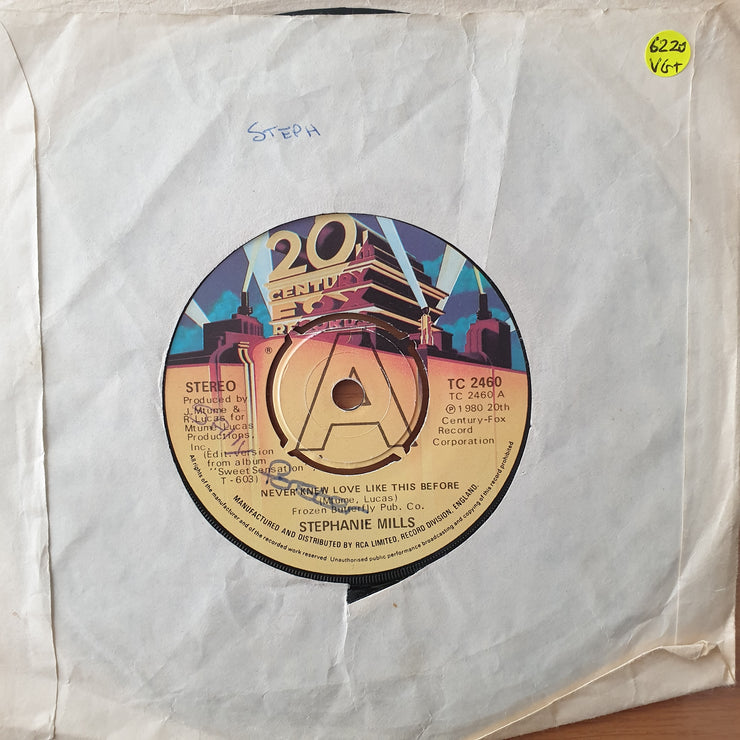 6220
VG+
STEPH
20th
CENTURY
FOX
RECORDS
®
STEREO
Produced by
J. Mtume &
R. Lucas for
Mtume Lucas
Productions,
Inc.
(Edit. version
from album
"Sweet Sensation"
T-603)
A
TC 2460
TC 2460 A
℗ 1980 20th
Century-Fox
Record
Corporation
NEVER KNEW LOVE LIKE THIS BEFORE
(Mtume, Lucas)
Frozen Butterfly Pub. Co.
STEPHANIE MILLS
MANUFACTURED AND DISTRIBUTED BY RCA LIMITED, RECORD DIVISION, ENGLAND.
All rights of the manufacturer and of the recorded work reserved Unauthorised public performance broadcasting and copying of this record prohibited